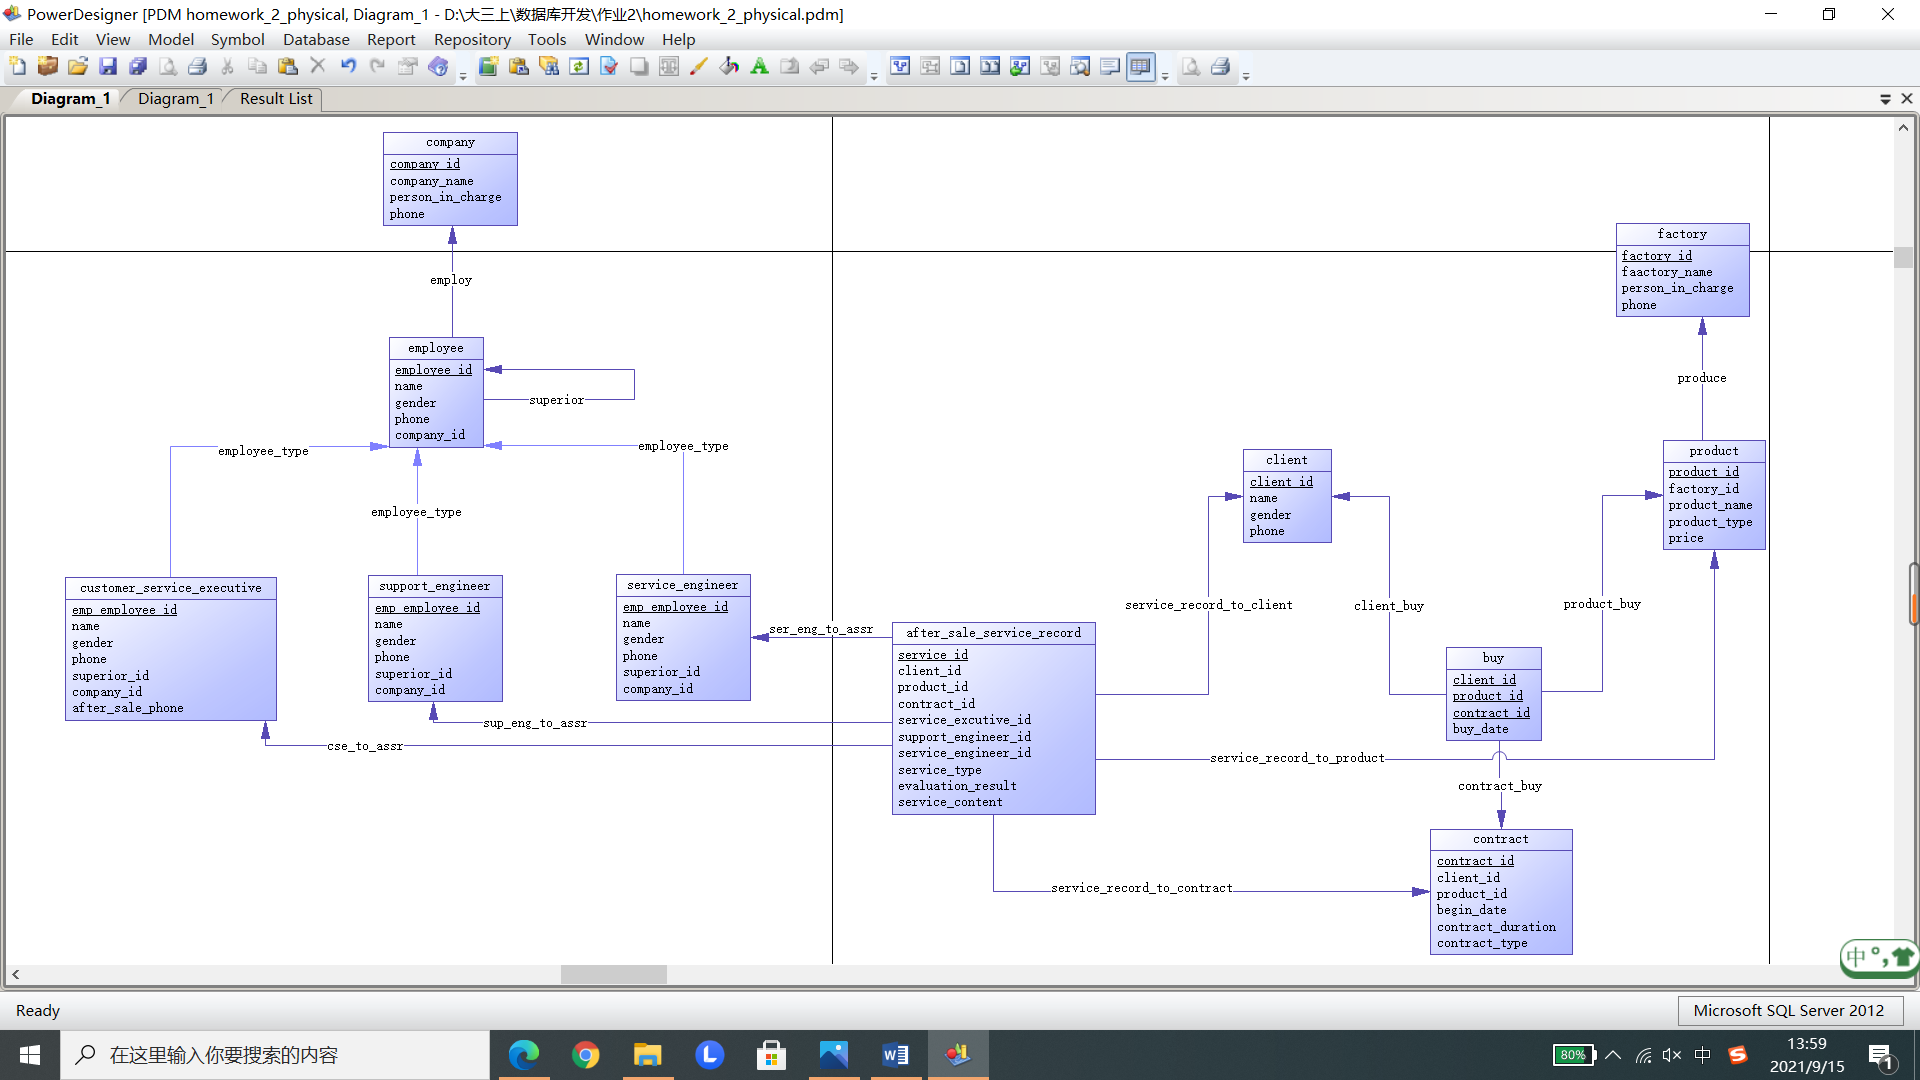 PowerDesigner [PDM homework_2_physical, Diagram_1 - D:\大三上\数据库开发\作业2\homework_2_physical.pdm]
File Edit View Model Symbol Database Report Repository Tools Window Help
Diagram_1 Diagram_1 Result List
company
company_id
company_name
person_in_charge
phone
employ
employee
employee_id
name
gender
phone
company_id
superior
employee_type
employee_type
employee_type
customer_service_executive
emp_employee_id
name
gender
phone
superior_id
company_id
after_sale_phone
support_engineer
emp_employee_id
name
gender
phone
superior_id
company_id
service_engineer
emp_employee_id
name
gender
phone
superior_id
company_id
ser_eng_to_assr
sup_eng_to_assr
cse_to_assr
after_sale_service_record
service_id
client_id
product_id
contract_id
service_excutive_id
support_engineer_id
service_engineer_id
service_type
evaluation_result
service_content
service_record_to_client
client
client_id
name
gender
phone
client_buy
factory
factory_id
faactory_name
person_in_charge
phone
produce
product
product_id
factory_id
product_name
product_type
price
product_buy
buy
client_id
product_id
contract_id
buy_date
service_record_to_product
contract_buy
contract
contract_id
client_id
product_id
begin_date
contract_duration
contract_type
service_record_to_contract
中
Ready
Microsoft SQL Server 2012
在这里输入你要搜索的内容
80%
中
13:59
2021/9/15
1